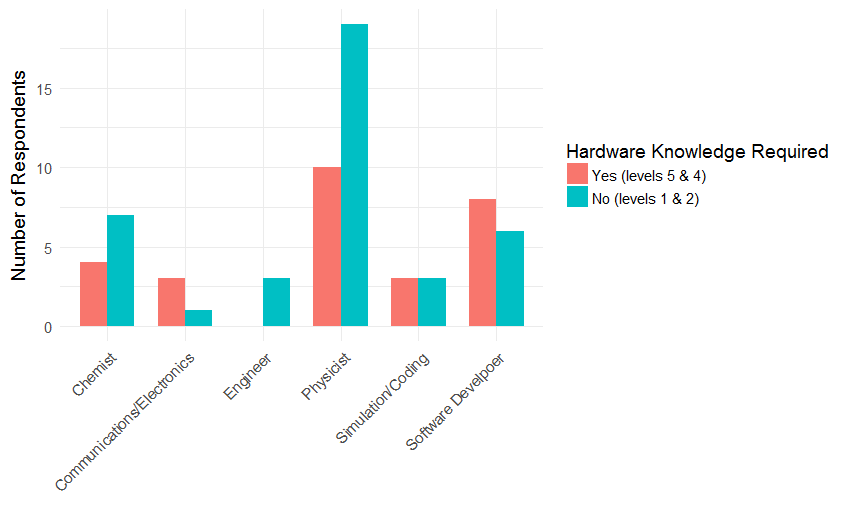 Number of Respondents
15
10
5
0
Chemist
Communications/Electronics
Engineer
Physicist
Simulation/Coding
Software Develpoer
Hardware Knowledge Required
Yes (levels 5 & 4)
No (levels 1 & 2)